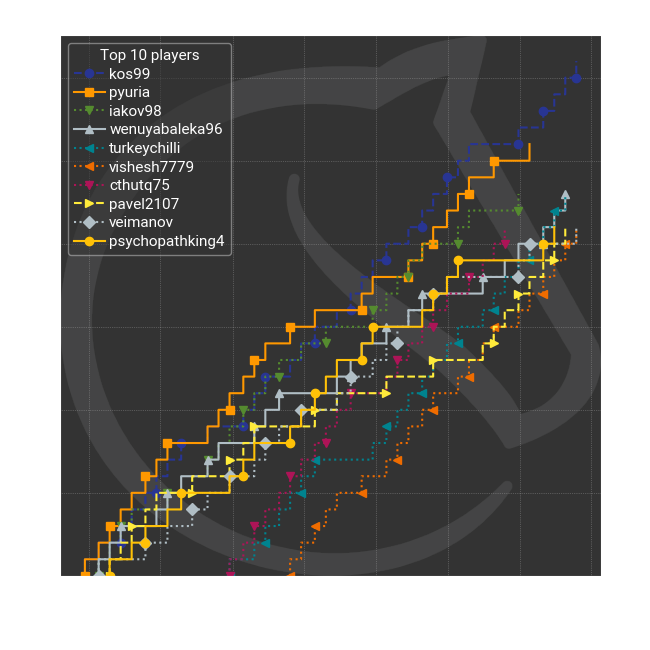 Top 10 players
kos99
pyuria
iakov98
wenuyabaleka96
turkeychilli
vishesh7779
cthutq75
pavel2107
veimanov
psychopathking4